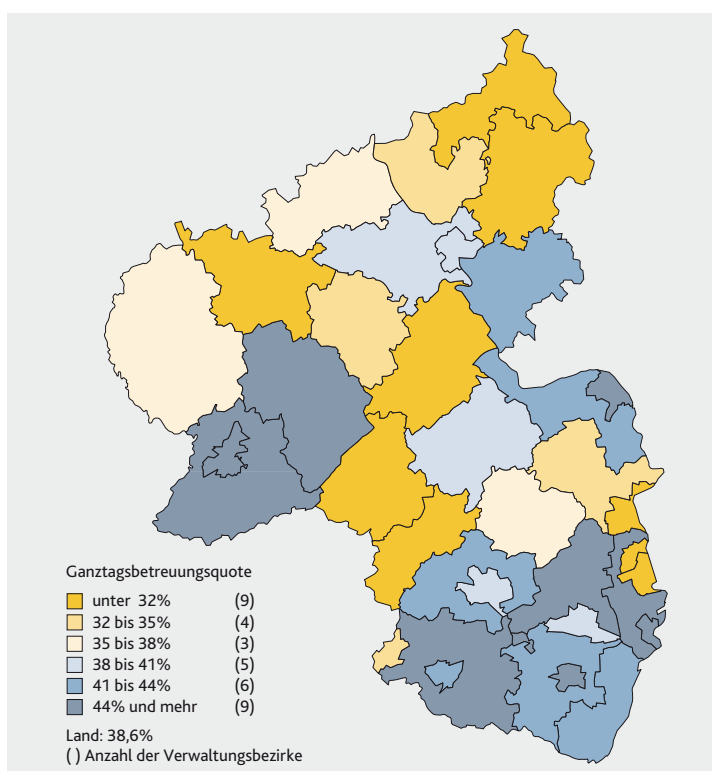 Ganztagsbetreuungsquote
unter 32% (9)
32 bis 35% (4)
35 bis 38% (3)
38 bis 41% (5)
41 bis 44% (6)
44% und mehr (9)
Land: 38,6%
( ) Anzahl der Verwaltungsbezirke